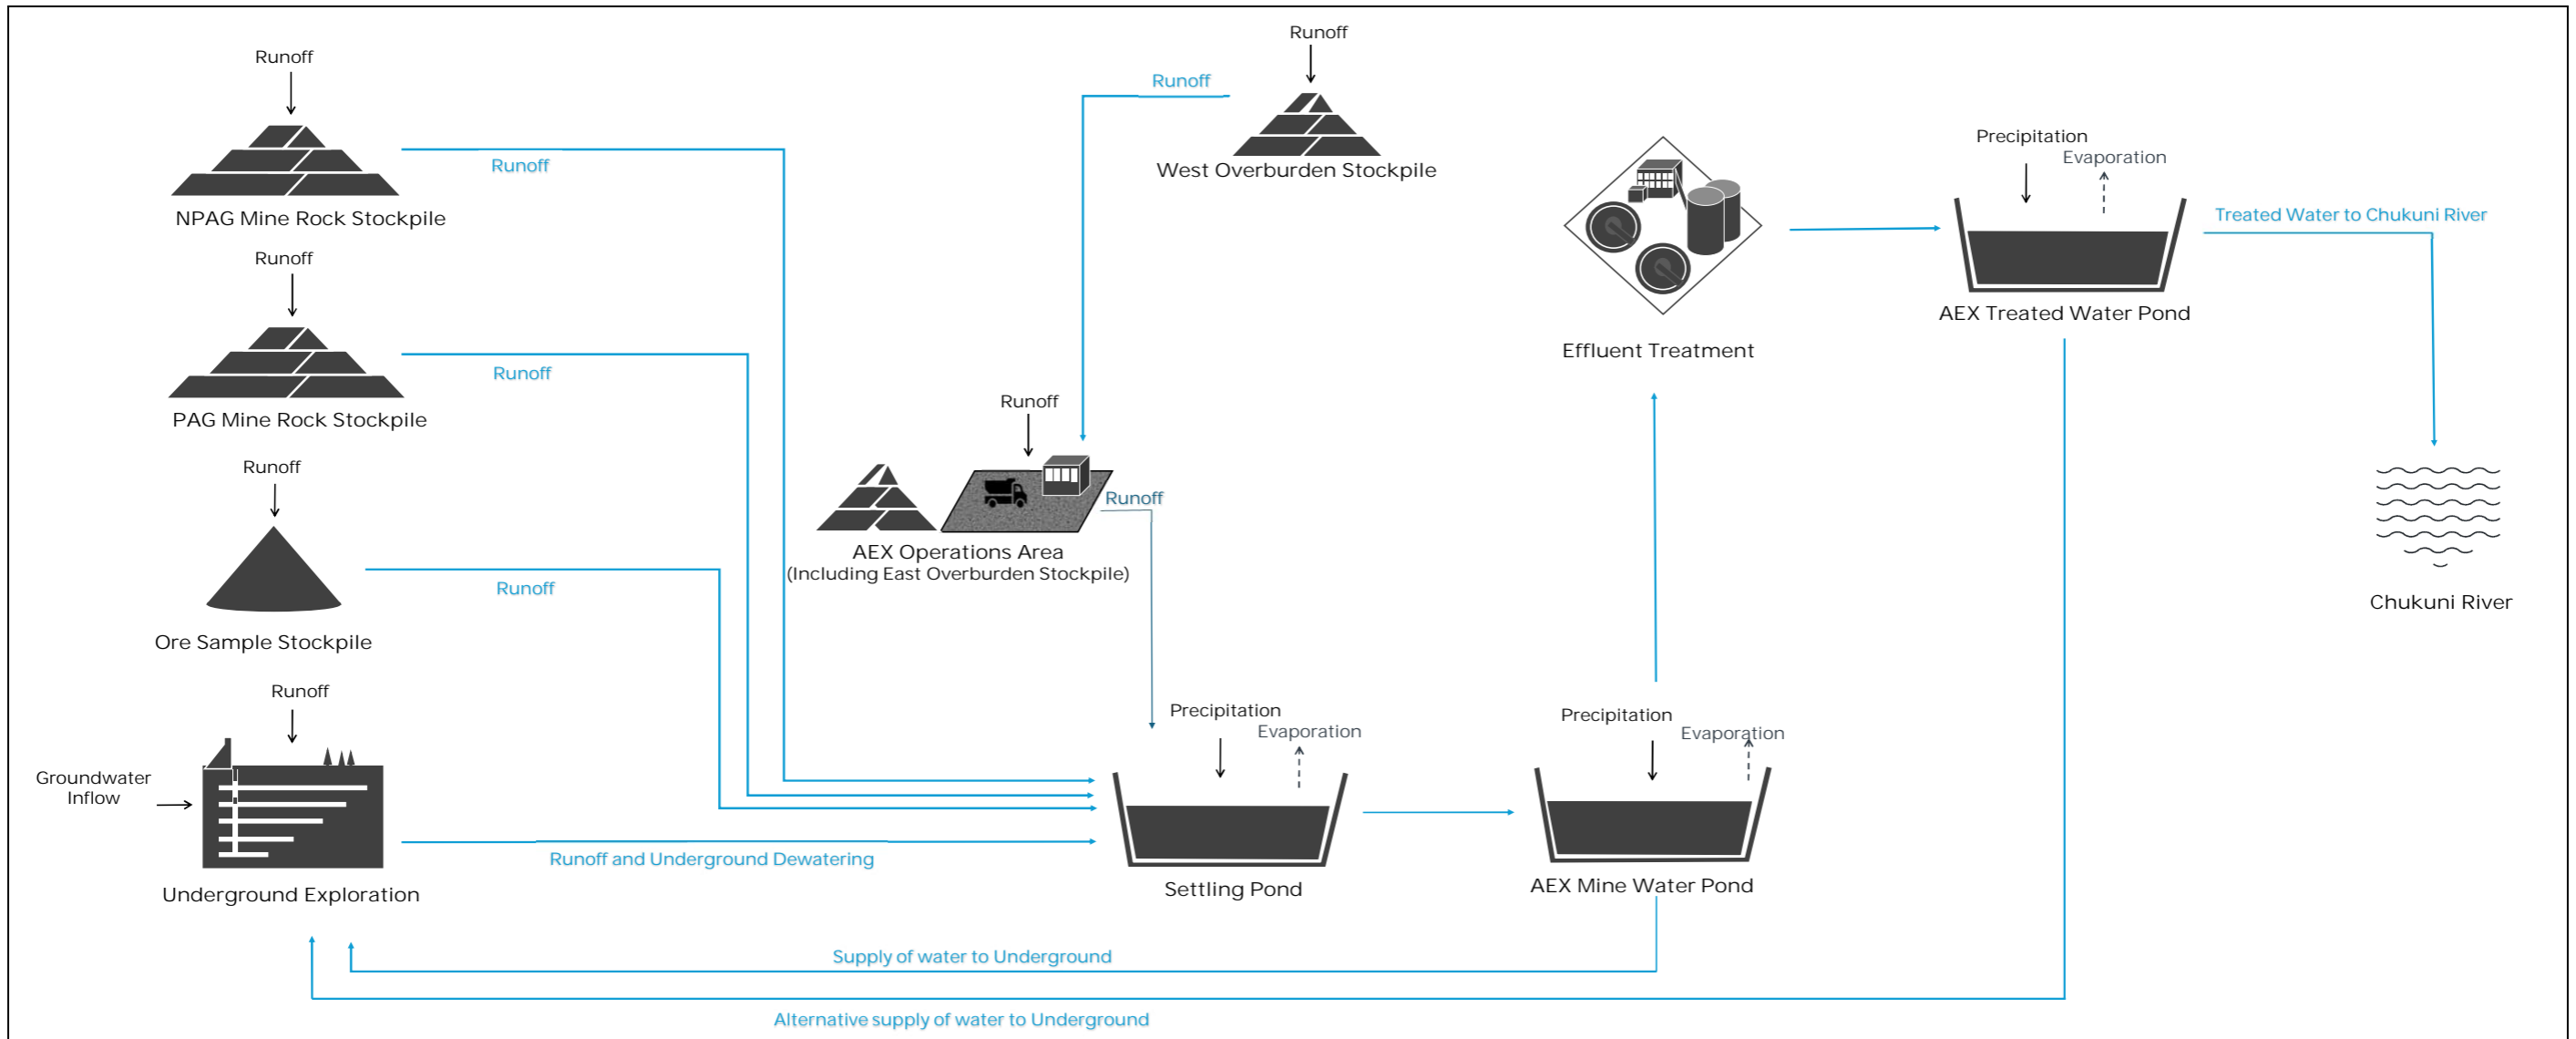 Runoff
Runoff
NPAG Mine Rock Stockpile
Runoff
Runoff
PAG Mine Rock Stockpile
Runoff
Runoff
Ore Sample Stockpile
Runoff
Groundwater
Inflow
Runoff and Underground Dewatering
Underground Exploration
Runoff
Runoff
West Overburden Stockpile
Runoff
Runoff
AEX Operations Area
(Including East Overburden Stockpile)
Precipitation
Evaporation
Settling Pond
Precipitation
Evaporation
AEX Mine Water Pond
Effluent Treatment
Precipitation
Evaporation
AEX Treated Water Pond
Treated Water to Chukuni River
Chukuni River
Supply of water to Underground
Alternative supply of water to Underground